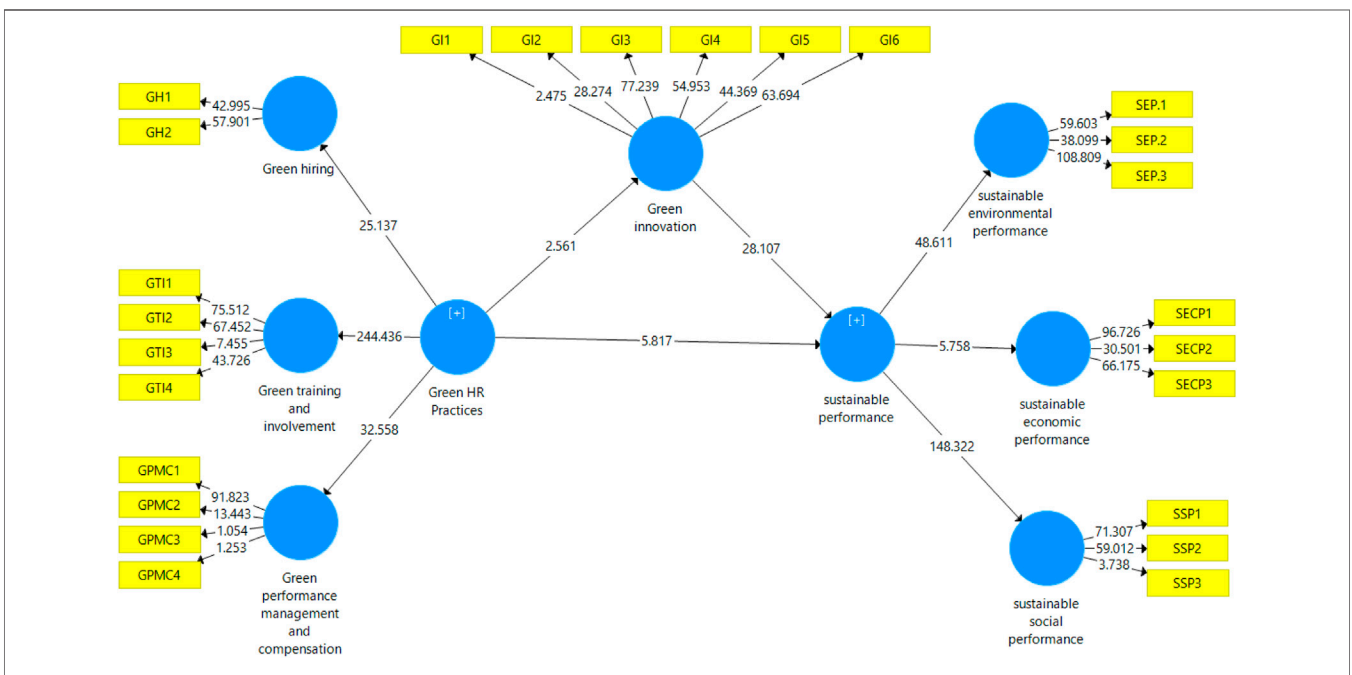 GI1
GI2
GI3
GI4
GI5
GI6
2.475
28.274
77.239
54.953
44.369
63.694
Green
innovation
GH1
GH2
42.995
57.901
Green hiring
25.137
2.561
28.107
GTI1
GTI2
GTI3
GTI4
75.512
67.452
7.455
43.726
Green training
and
involvement
244.436
[+]
Green HR
Practices
5.817
32.558
GPMC1
GPMC2
GPMC3
GPMC4
91.823
13.443
1.054
1.253
Green
performance
management
and
compensation
[+]
sustainable
performance
48.611
5.758
148.322
SEP.1
SEP.2
SEP.3
59.603
38.099
108.809
sustainable
environmental
performance
SECP1
SECP2
SECP3
96.726
30.501
66.175
sustainable
economic
performance
SSP1
SSP2
SSP3
71.307
59.012
3.738
sustainable
social
performance